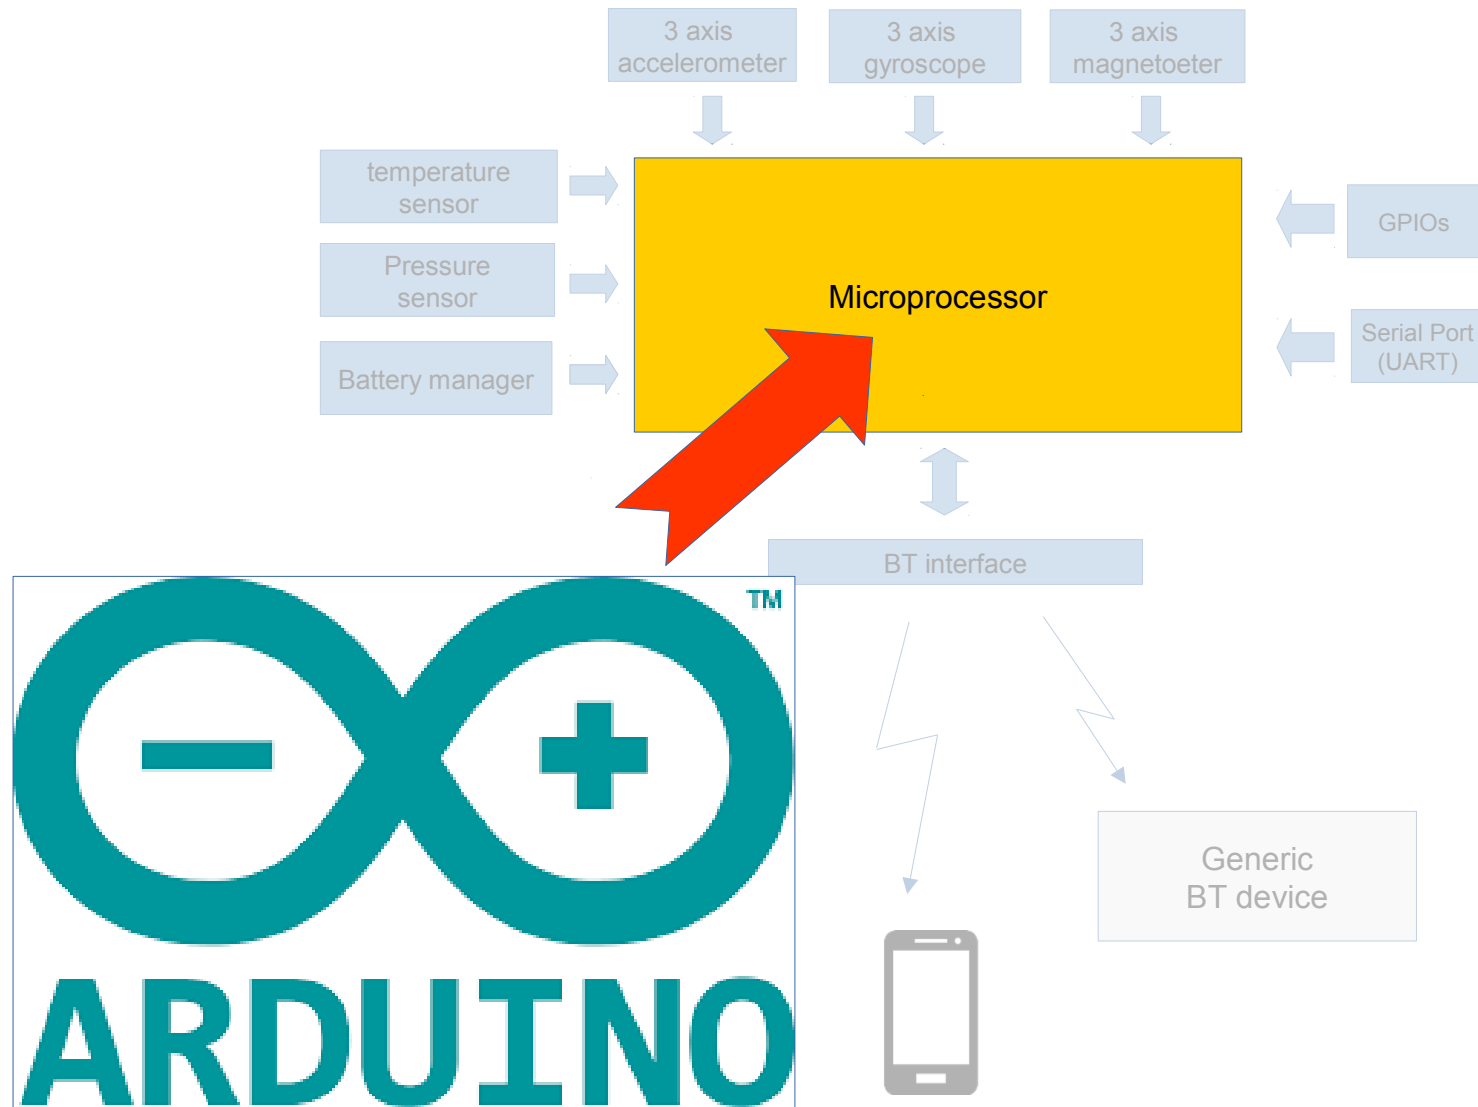 3 axis
accelerometer
3 axis
gyroscope
3 axis
magnetoeter
temperature
sensor
Pressure
sensor
Battery manager
Microprocessor
GPIOs
Serial Port
(UART)
BT interface
TM
ARDUINO
Generic
BT device